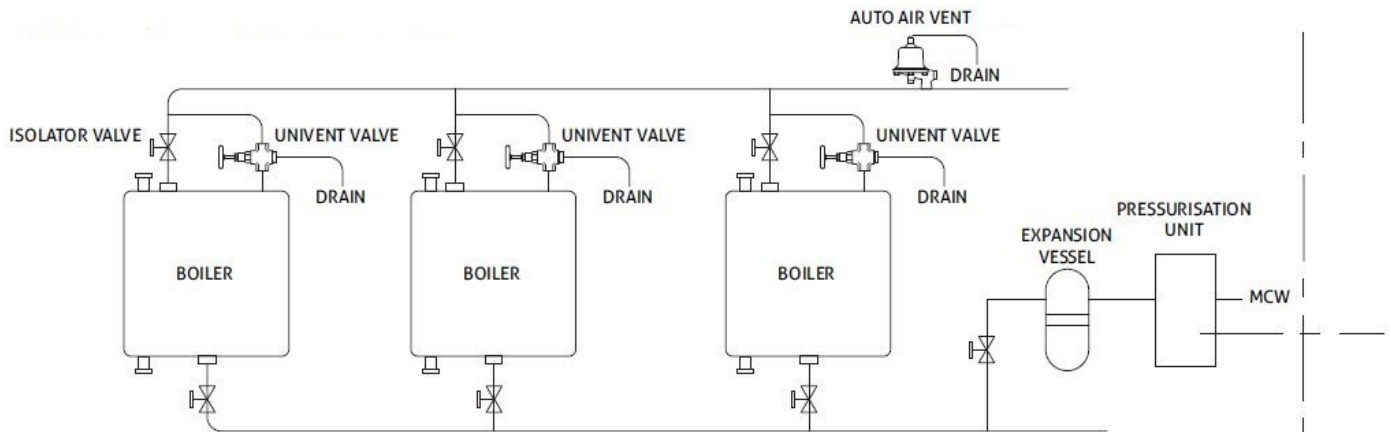 AUTO AIR VENT
DRAIN
ISOLATOR VALVE
UNIVENT VALVE
UNIVENT VALVE
UNIVENT VALVE
DRAIN
DRAIN
DRAIN
PRESSURISATION
UNIT
EXPANSION
VESSEL
BOILER
BOILER
BOILER
MCW